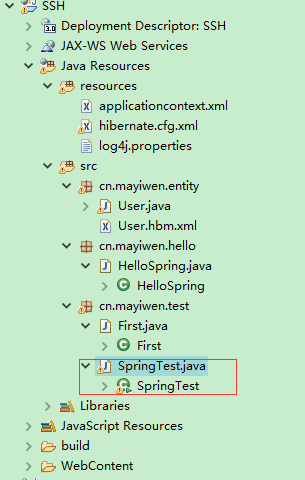 SSH
Deployment Descriptor: SSH
JAX-WS Web Services
Java Resources
resources
applicationcontext.xml
hibernate.cfg.xml
log4j.properties
src
cn.mayiwen.entity
User.java
User.hbm.xml
cn.mayiwen.hello
HelloSpring.java
HelloSpring
cn.mayiwen.test
First.java
First
SpringTest.java
SpringTest
Libraries
JavaScript Resources
build
WebContent